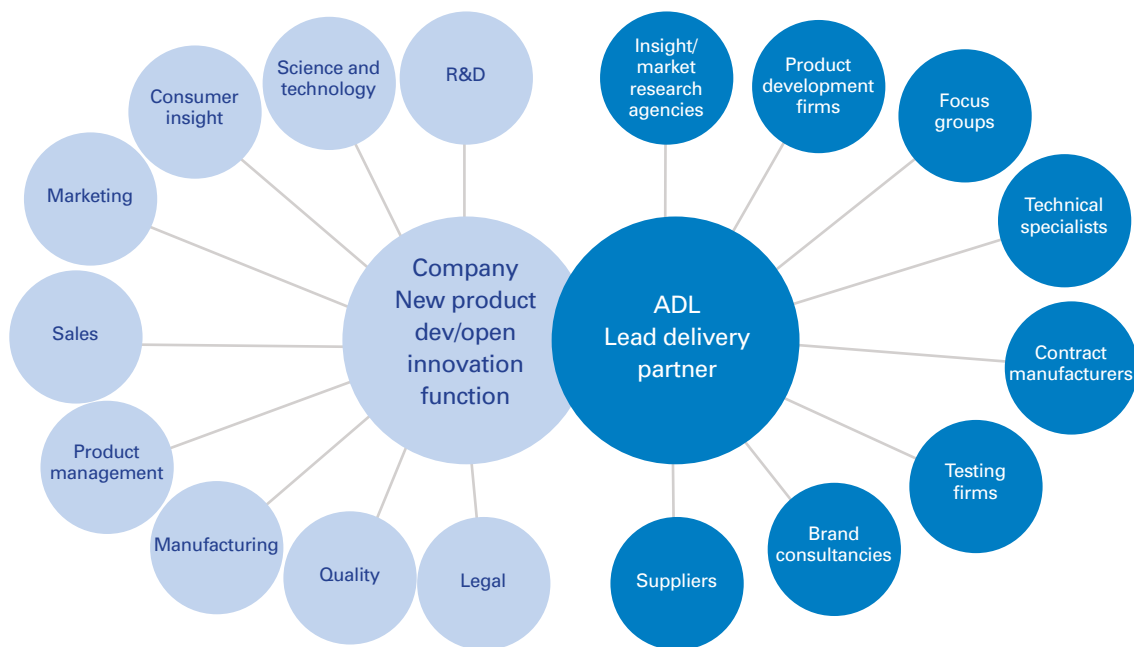 R&D
Science and
technology
Consumer
insight
Marketing
Sales
Product
management
Manufacturing
Quality
Legal
Company
New product
dev/open
innovation
function
ADL
Lead delivery
partner
Insight/
market
research
agencies
Product
development
firms
Focus
groups
Technical
specialists
Contract
manufacturers
Testing
firms
Brand
consultancies
Suppliers